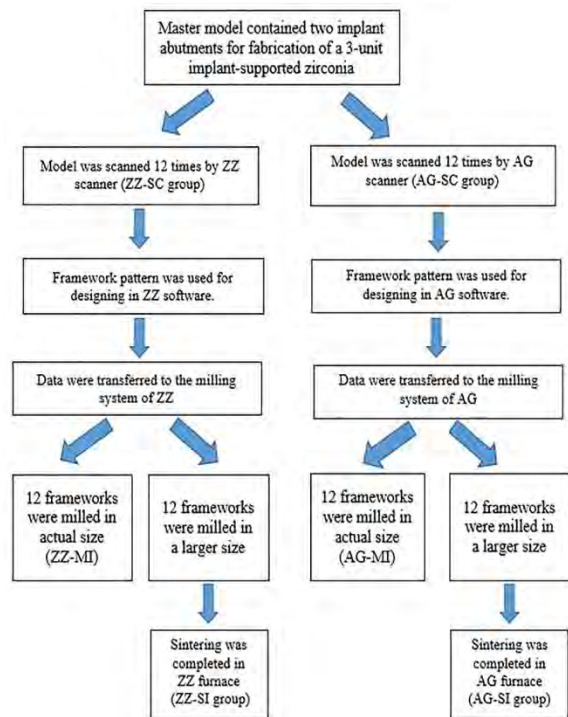 Master model contained two implant
abutments for fabrication of a 3-unit
implant-supported zirconia
Model was scanned 12 times by ZZ
scanner (ZZ-SC group)
Model was scanned 12 times by AG
scanner (AG-SC group)
Framework pattern was used for
designing in ZZ software.
Framework pattern was used for
designing in AG software.
Data were transferred to the milling
system of ZZ
Data were transferred to the milling
system of AG
12 frameworks
were milled in
actual size
(ZZ-MI)
12 frameworks
were milled in
a larger size
12 frameworks
were milled in
actual size
(AG-MI)
12 frameworks
were milled in
a larger size
Sintering was
completed in
ZZ furnace
(ZZ-SI group)
Sintering was
completed in
AG furnace
(AG-SI group)